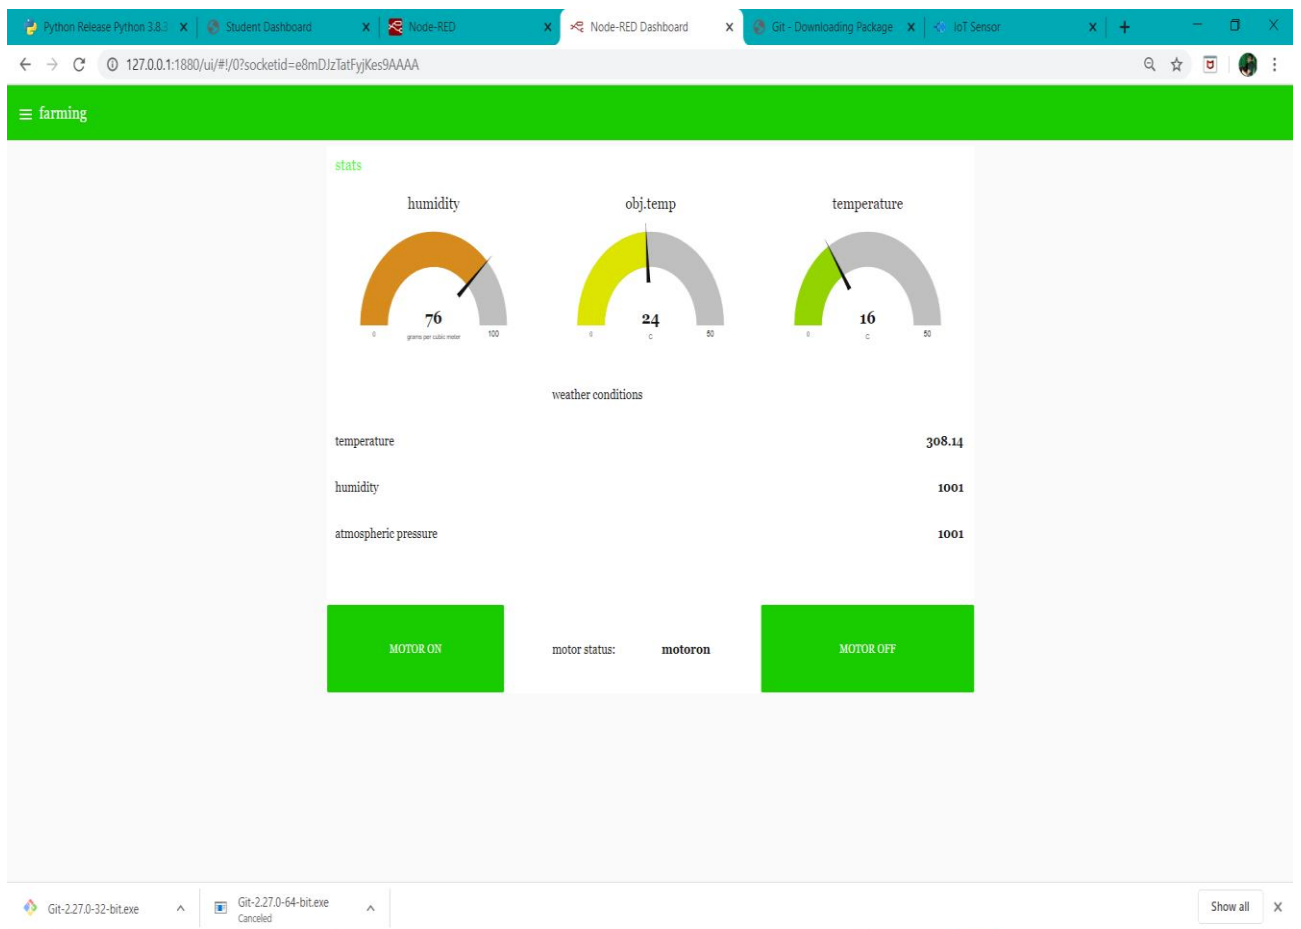 Python Release Python 3.8.3
Student Dashboard
Node-RED
Node-RED Dashboard
Git - Downloading Package
IoT Sensor
127.0.0.1:1880/ui/#!/0?socketid=e8mDJzTatFyjKes9AAAA
farming
stats
humidity obj.temp temperature
76 24 16
0 grams per cubic meter 100 0 C 50 0 C 50
weather conditions
temperature 308.14
humidity 1001
atmospheric pressure 1001
MOTOR ON motor status: motoron MOTOR OFF
Git-2.27.0-32-bit.exe
Git-2.27.0-64-bit.exe
Canceled
Show all